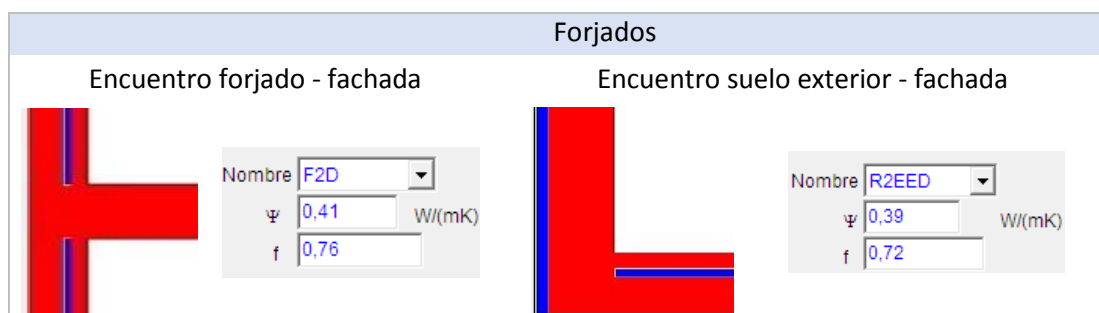 Forjados
Encuentro forjado - fachada
Encuentro suelo exterior - fachada
Nombre F2D
Ψ 0,41 W/(mK)
f 0,76
Nombre R2EED
Ψ 0,39 W/(mK)
f 0,72